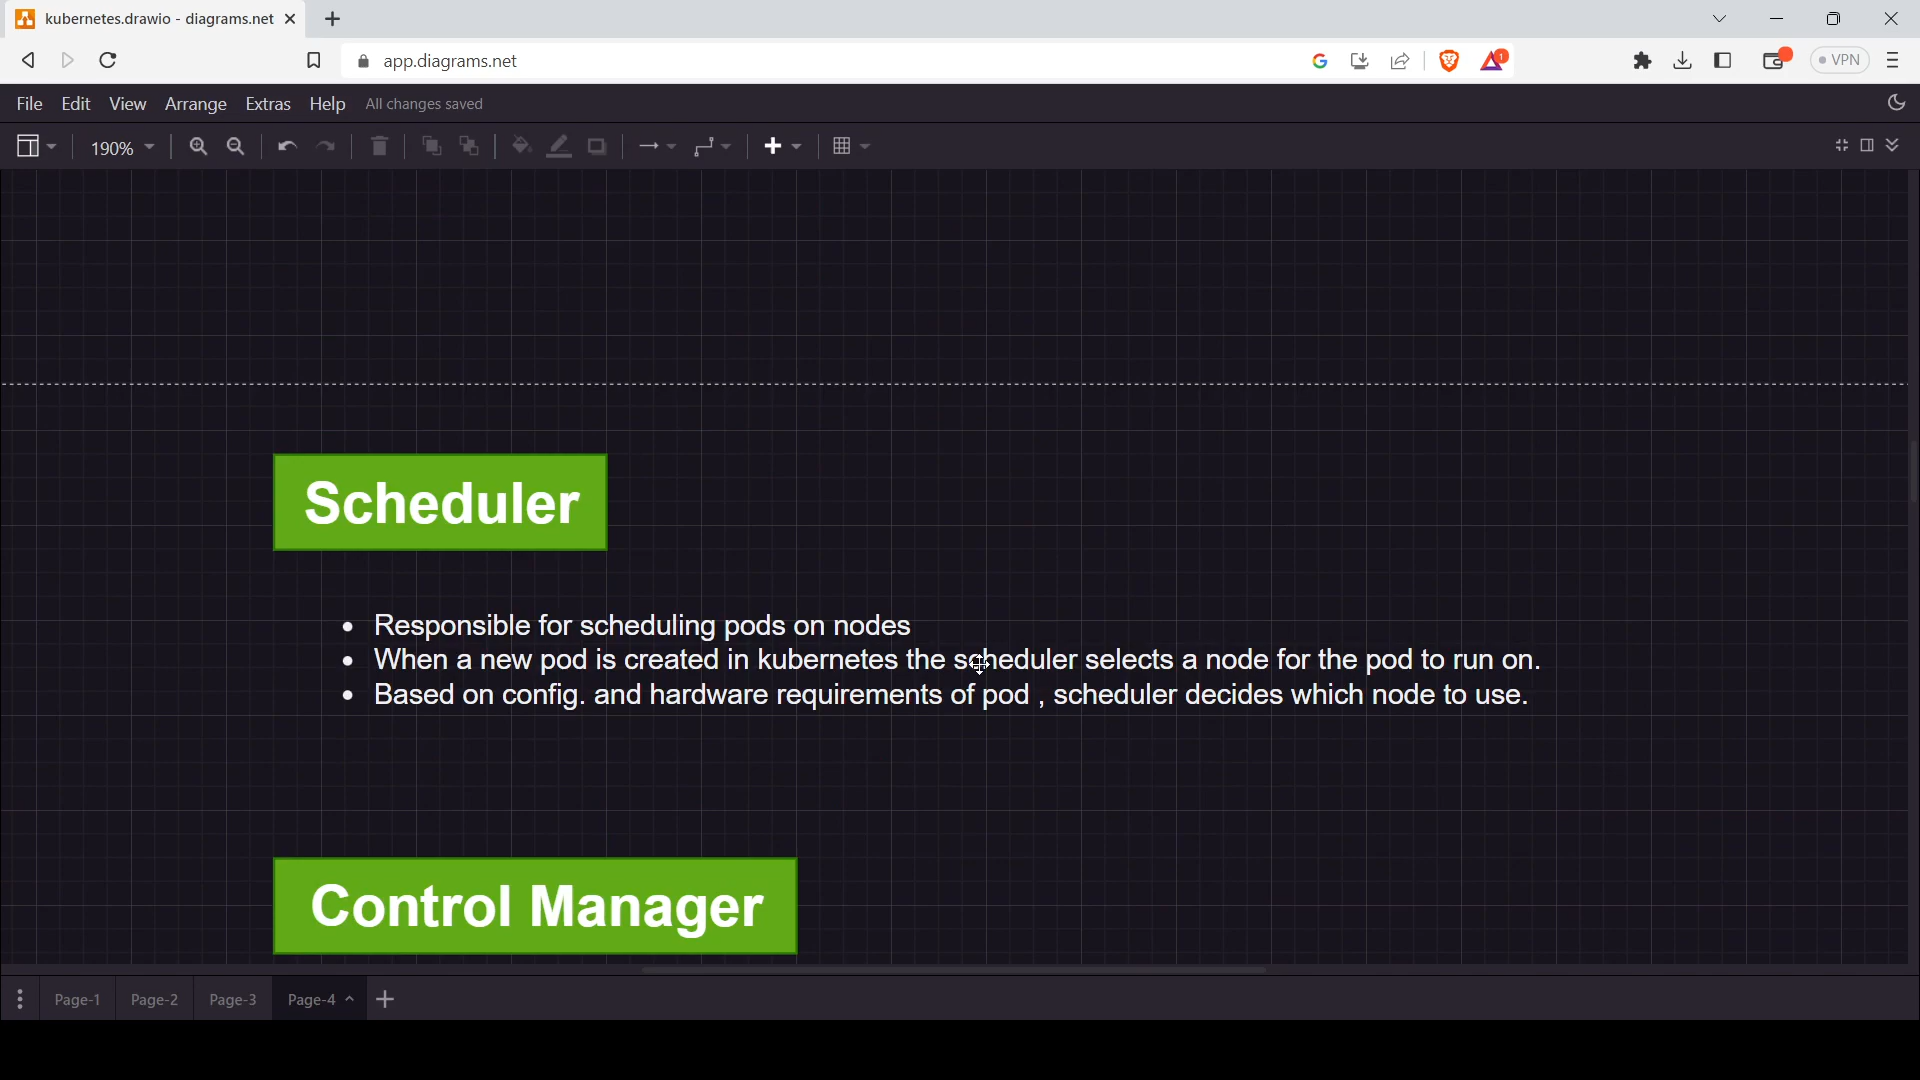 kubernetes.drawio - diagrams.net
app.diagrams.net
1
VPN
File Edit View Arrange Extras Help All changes saved
190%
Scheduler
• Responsible for scheduling pods on nodes
• When a new pod is created in kubernetes the scheduler selects a node for the pod to run on.
• Based on config. and hardware requirements of pod , scheduler decides which node to use.
Control Manager
Page-1 Page-2 Page-3 Page-4